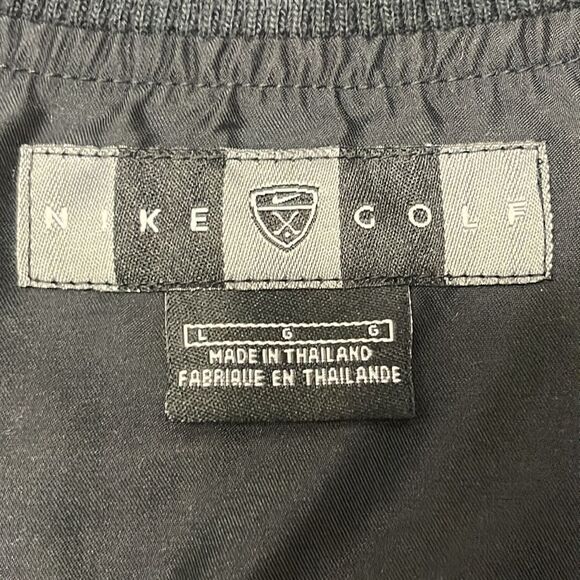 NIKE GOLF
L G G
MADE IN THAILAND
FABRIQUE EN THAILANDE